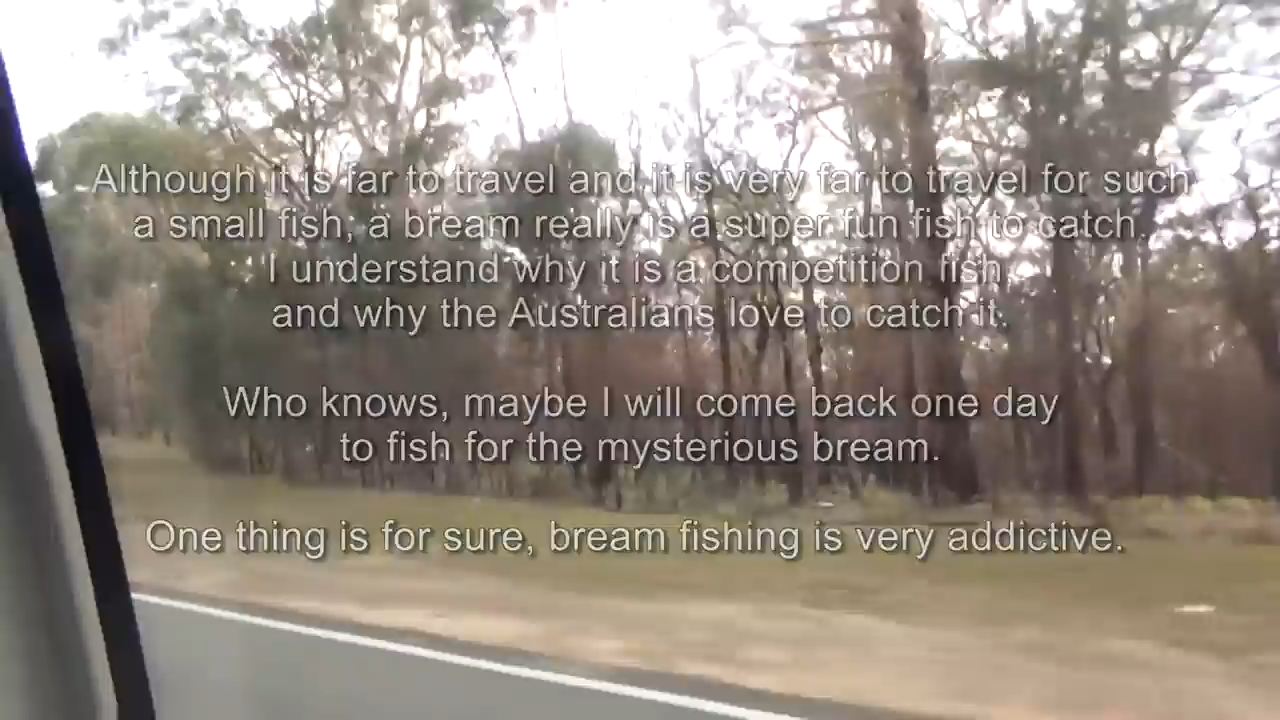 Although it is far to travel and it is very far to travel for such
a small fish, a bream really is a super fun fish to catch.
I understand why it is a competition fish
and why the Australians love to catch it.
Who knows, maybe I will come back one day
to fish for the mysterious bream.
One thing is for sure, bream fishing is very addictive.